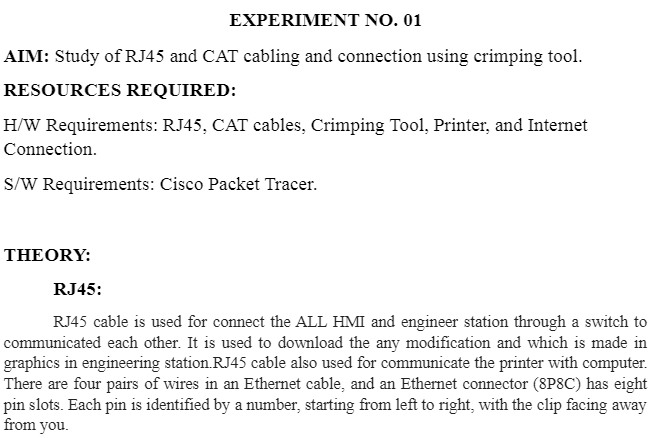 EXPERIMENT NO. 01
AIM: Study of RJ45 and CAT cabling and connection using crimping tool.
RESOURCES REQUIRED:
H/W Requirements: RJ45, CAT cables, Crimping Tool, Printer, and Internet
Connection.
S/W Requirements: Cisco Packet Tracer.
THEORY:
RJ45:
RJ45 cable is used for connect the ALL HMI and engineer station through a switch to
communicated each other. It is used to download the any modification and which is made in
graphics in engineering station.RJ45 cable also used for communicate the printer with computer.
There are four pairs of wires in an Ethernet cable, and an Ethernet connector (8P8C) has eight
pin slots. Each pin is identified by a number, starting from left to right, with the clip facing away
from you.